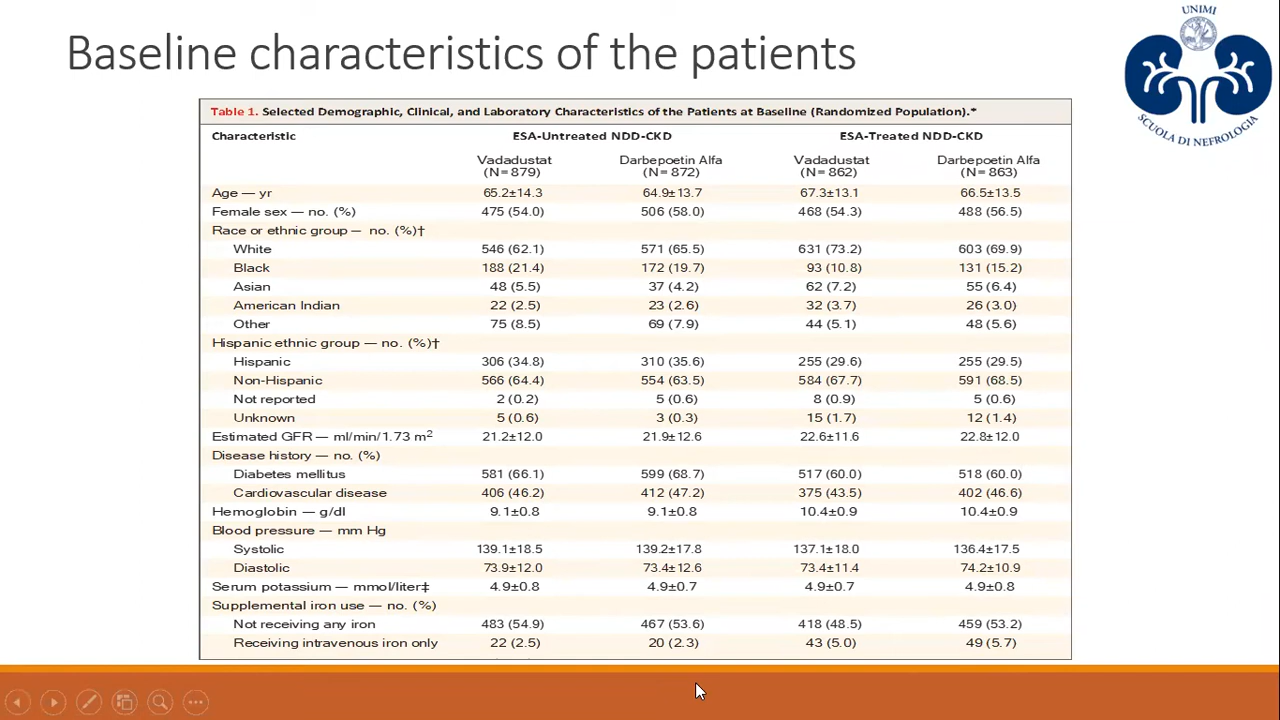 Baseline characteristics of the patients
UNIMI
SCUOLA DI NEFROLOGIA
Table 1. Selected Demographic, Clinical, and Laboratory Characteristics of the Patients at Baseline (Randomized Population).*
Characteristic ESA-Untreated NDD-CKD ESA-Treated NDD-CKD
Vadadustat Darbepoetin Alfa Vadadustat Darbepoetin Alfa
(N=879) (N=872) (N=862) (N=863)
Age — yr 65.2±14.3 64.9±13.7 67.3±13.1 66.5±13.5
Female sex — no. (%) 475 (54.0) 506 (58.0) 468 (54.3) 488 (56.5)
Race or ethnic group — no. (%)†
White 546 (62.1) 571 (65.5) 631 (73.2) 603 (69.9)
Black 188 (21.4) 172 (19.7) 93 (10.8) 131 (15.2)
Asian 48 (5.5) 37 (4.2) 62 (7.2) 55 (6.4)
American Indian 22 (2.5) 23 (2.6) 32 (3.7) 26 (3.0)
Other 75 (8.5) 69 (7.9) 44 (5.1) 48 (5.6)
Hispanic ethnic group — no. (%)†
Hispanic 306 (34.8) 310 (35.6) 255 (29.6) 255 (29.5)
Non-Hispanic 566 (64.4) 554 (63.5) 584 (67.7) 591 (68.5)
Not reported 2 (0.2) 5 (0.6) 8 (0.9) 5 (0.6)
Unknown 5 (0.6) 3 (0.3) 15 (1.7) 12 (1.4)
Estimated GFR — ml/min/1.73 m² 21.2±12.0 21.9±12.6 22.6±11.6 22.8±12.0
Disease history — no. (%)
Diabetes mellitus 581 (66.1) 599 (68.7) 517 (60.0) 518 (60.0)
Cardiovascular disease 406 (46.2) 412 (47.2) 375 (43.5) 402 (46.6)
Hemoglobin — g/dl 9.1±0.8 9.1±0.8 10.4±0.9 10.4±0.9
Blood pressure — mm Hg
Systolic 139.1±18.5 139.2±17.8 137.1±18.0 136.4±17.5
Diastolic 73.9±12.0 73.4±12.6 73.4±11.4 74.2±10.9
Serum potassium — mmol/liter‡ 4.9±0.8 4.9±0.7 4.9±0.7 4.9±0.8
Supplemental iron use — no. (%)
Not receiving any iron 483 (54.9) 467 (53.6) 418 (48.5) 459 (53.2)
Receiving intravenous iron only 22 (2.5) 20 (2.3) 43 (5.0) 49 (5.7)